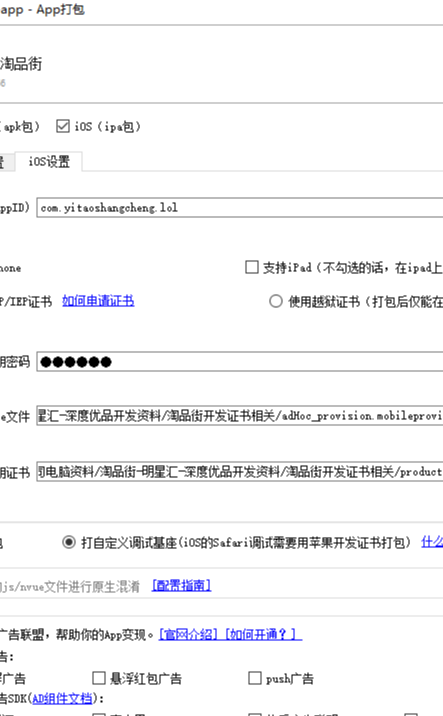 app - App打包
淘品街
apk包） iOS（ipa包）
置 iOS设置
AppID) com.yitaoshangcheng.lol
hone 支持iPad（不勾选的话，在ipad上
P/IEP证书 如何申请证书 使用越狱证书（打包后仅能在
钥密码 ●●●●●●
e文件 星汇-深度优品开发资料/淘品街开发证书相关/adHoc_provision.mobileprovi
钥证书 电脑资料/淘品街-明星汇-深度优品开发资料/淘品街开发证书相关/product
包 打自定义调试基座(iOS的Safari调试需要用苹果开发证书打包) 什么
js/nvue文件进行原生混淆 [配置指南]
广告联盟，帮助你的App变现。[官网介绍] [如何开通？]
告：
广告 悬浮红包广告 push广告
告SDK(AD组件文档)：